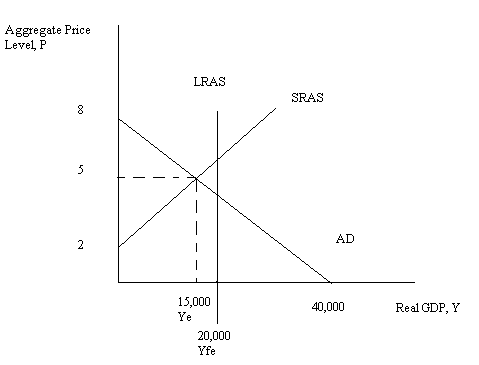 Aggregate Price
Level, P
LRAS
SRAS
8
5
2
AD
15,000
Ye
40,000
Real GDP, Y
20,000
Yfe